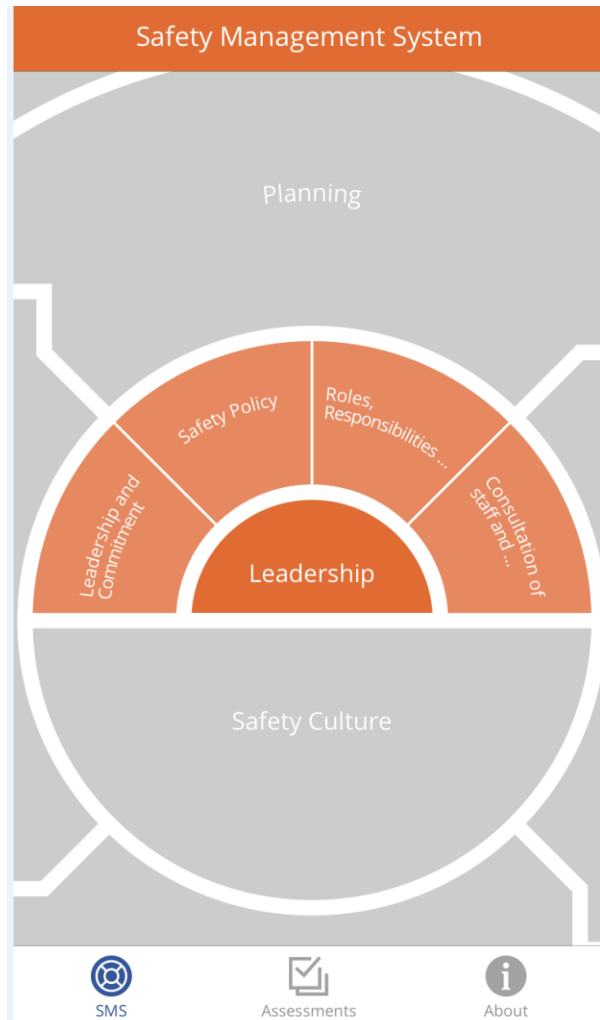 Safety Management System
Planning
Safety Policy
Roles,
Responsibilities ...
Leadership and
Commitment
Consultation of
staff and ...
Leadership
Safety Culture
SMS
Assessments
About